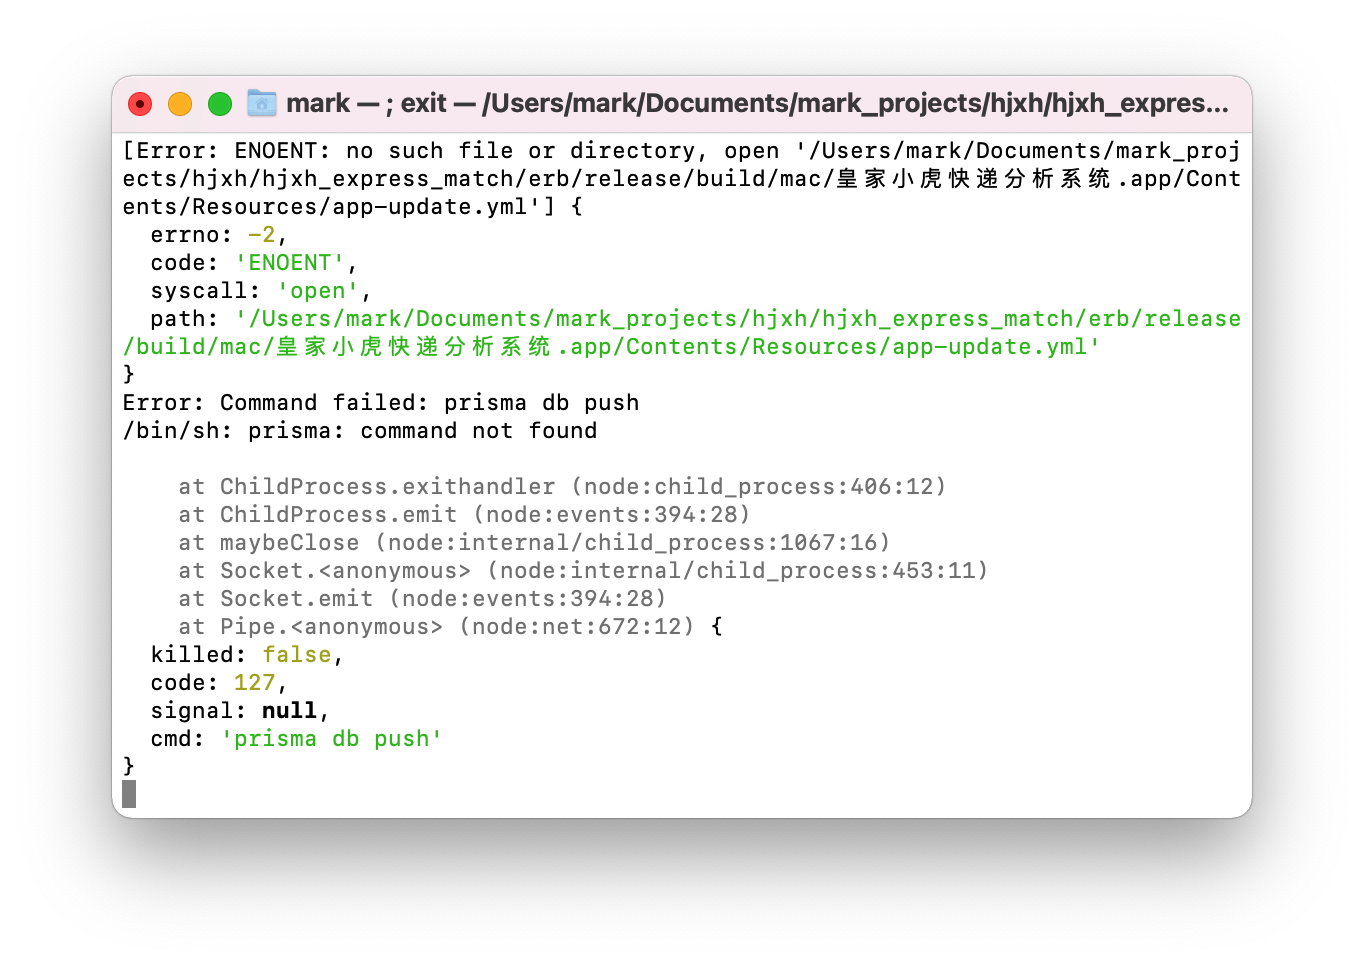 mark — ; exit — /Users/mark/Documents/mark_projects/hjxh/hjxh_expres...
[Error: ENOENT: no such file or directory, open '/Users/mark/Documents/mark_proj
ects/hjxh/hjxh_express_match/erb/release/build/mac/皇家小虎快递分析系统.app/Cont
ents/Resources/app-update.yml'] {
  errno: -2,
  code: 'ENOENT',
  syscall: 'open',
  path: '/Users/mark/Documents/mark_projects/hjxh/hjxh_express_match/erb/release
/build/mac/皇家小虎快递分析系统.app/Contents/Resources/app-update.yml'
}
Error: Command failed: prisma db push
/bin/sh: prisma: command not found
    at ChildProcess.exithandler (node:child_process:406:12)
    at ChildProcess.emit (node:events:394:28)
    at maybeClose (node:internal/child_process:1067:16)
    at Socket.<anonymous> (node:internal/child_process:453:11)
    at Socket.emit (node:events:394:28)
    at Pipe.<anonymous> (node:net:672:12) {
  killed: false,
  code: 127,
  signal: null,
  cmd: 'prisma db push'
}